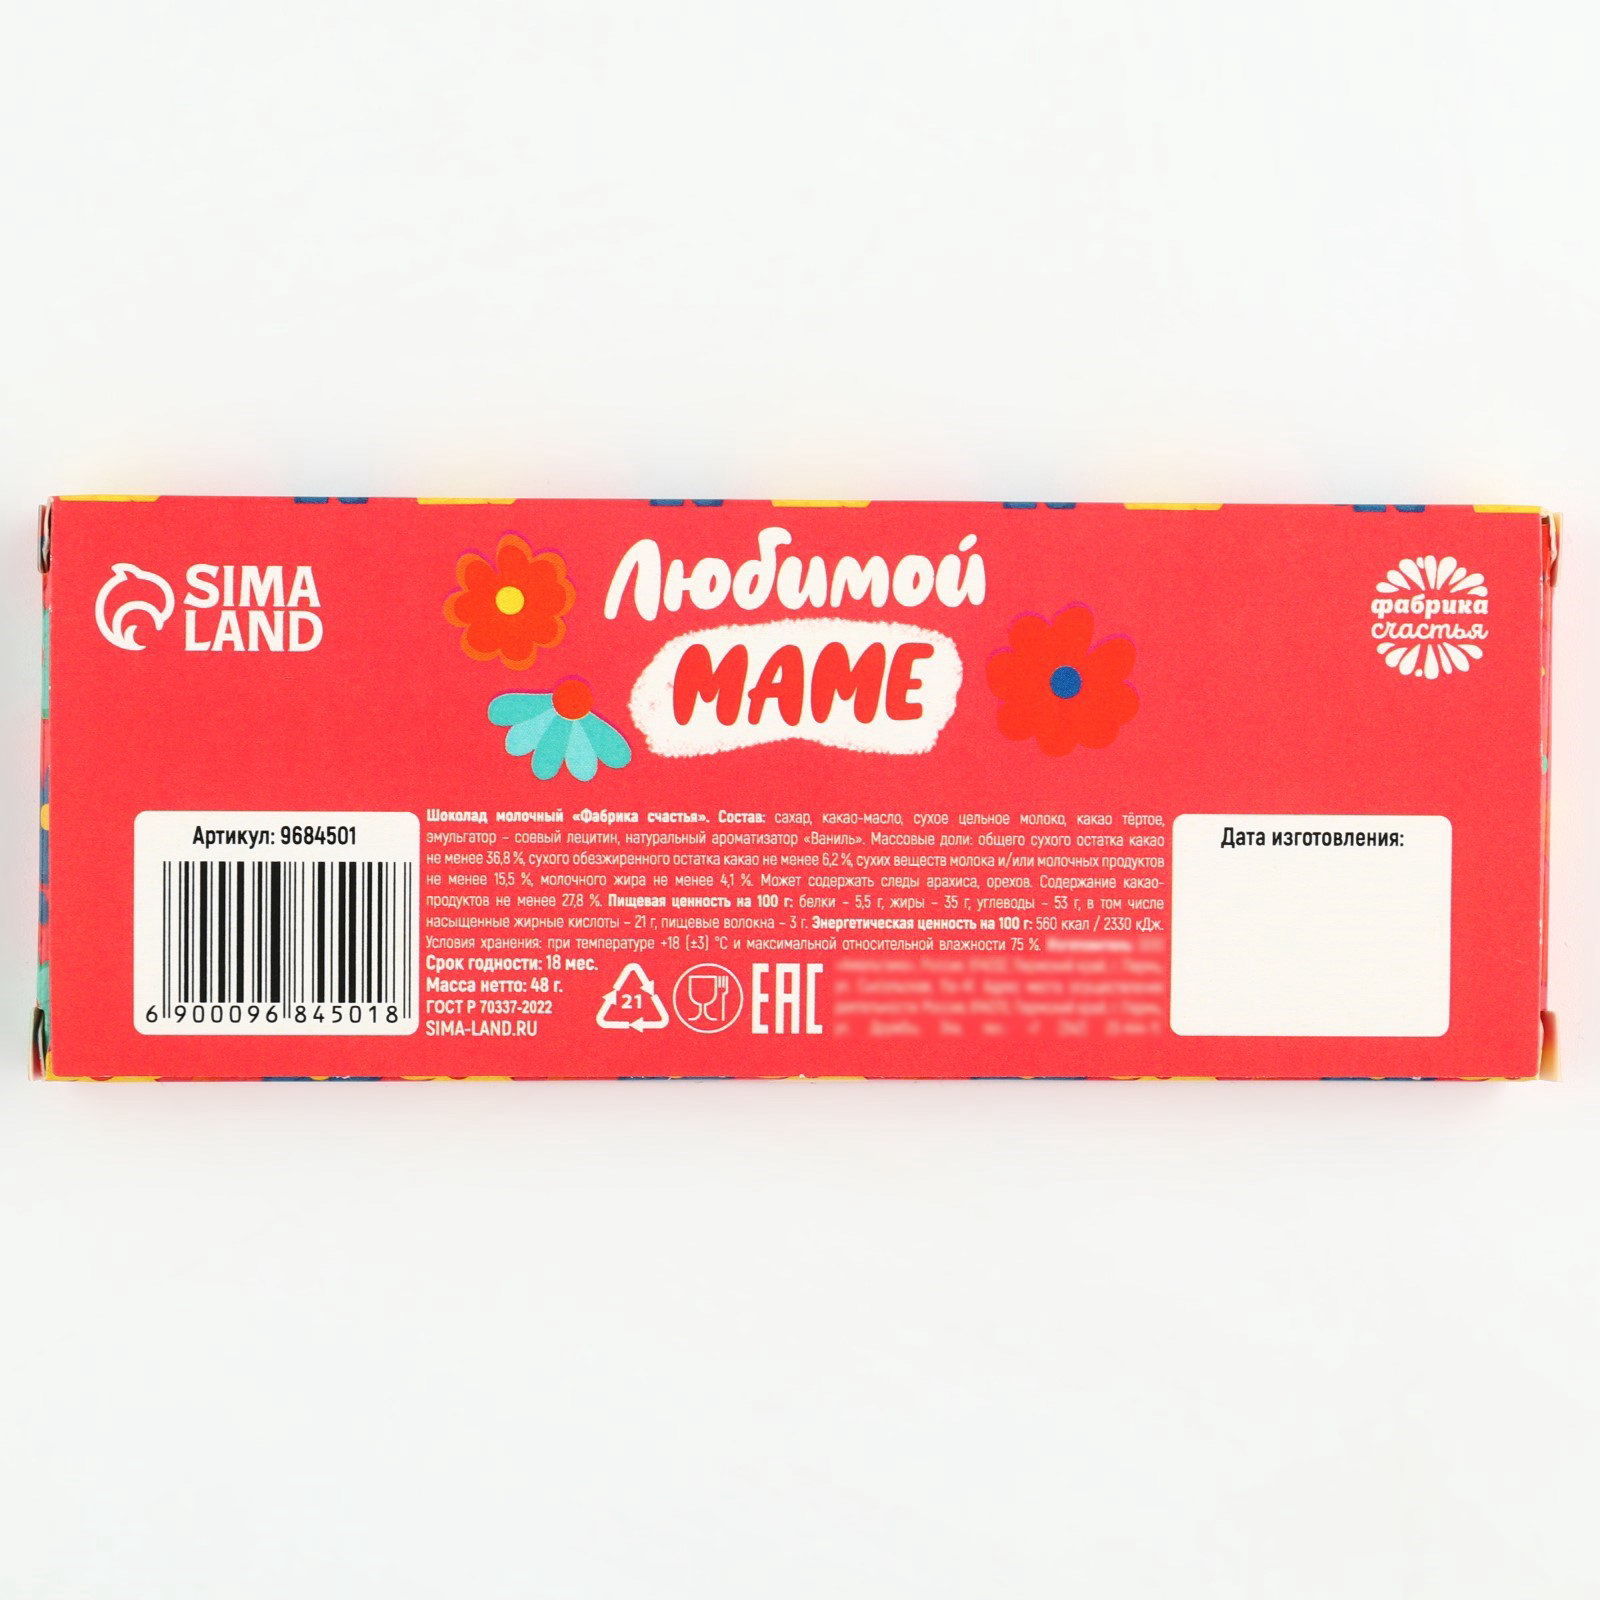 SIMA
LAND
Любимой
МАМЕ
фабрика
счастья
Артикул: 9684501
6 900096 845018
Шоколад молочный «Фабрика счастья». Состав: сахар, какао-масло, сухое цельное молоко, какао тёртое,
эмульгатор – соевый лецитин, натуральный ароматизатор «Ваниль». Массовые доли: общего сухого остатка какао
не менее 36,8 %, сухого обезжиренного остатка какао не менее 6,2 %, сухих веществ молока и/или молочных продуктов
не менее 15,5 %, молочного жира не менее 4,1 %. Может содержать следы арахиса, орехов. Содержание какао-
продуктов не менее 27,8 %. Пищевая ценность на 100 г: белки – 5,5 г, жиры – 35 г, углеводы – 53 г, в том числе
насыщенные жирные кислоты – 21 г, пищевые волокна – 3 г. Энергетическая ценность на 100 г: 560 ккал / 2330 кДж.
Условия хранения: при температуре +18 (±3) °С и максимальной относительной влажности 75 %.
Срок годности: 18 мес.
Масса нетто: 48 г.
ГОСТ Р 70337-2022
SIMA-LAND.RU
21
EAC
Дата изготовления: